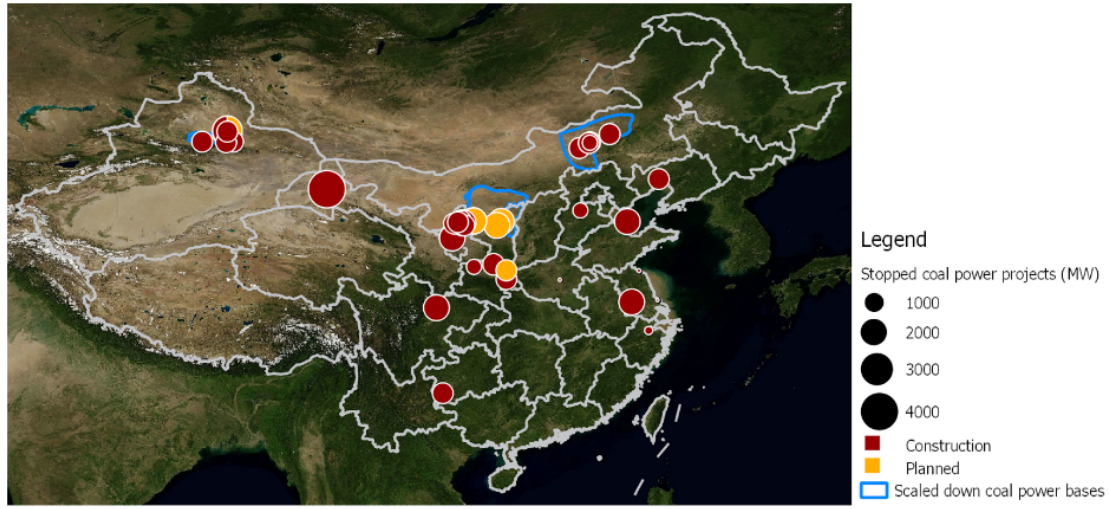 Legend
Stopped coal power projects (MW)
1000
2000
3000
4000
Construction
Planned
Scaled down coal power bases